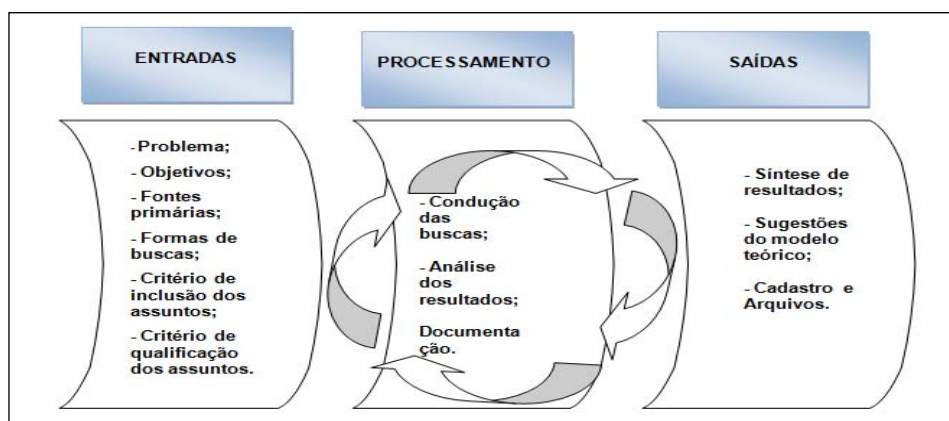 ENTRADAS
- Problema;
- Objetivos;
- Fontes
primárias;
- Formas de
buscas;
- Critério de
inclusão dos
assuntos;
- Critério de
qualificação
dos assuntos.
PROCESSAMENTO
- Condução
das
buscas;
- Análise
dos
resultados;
Documenta
ção.
SAÍDAS
- Síntese de
resultados;
- Sugestões
do modelo
teórico;
- Cadastro e
Arquivos.